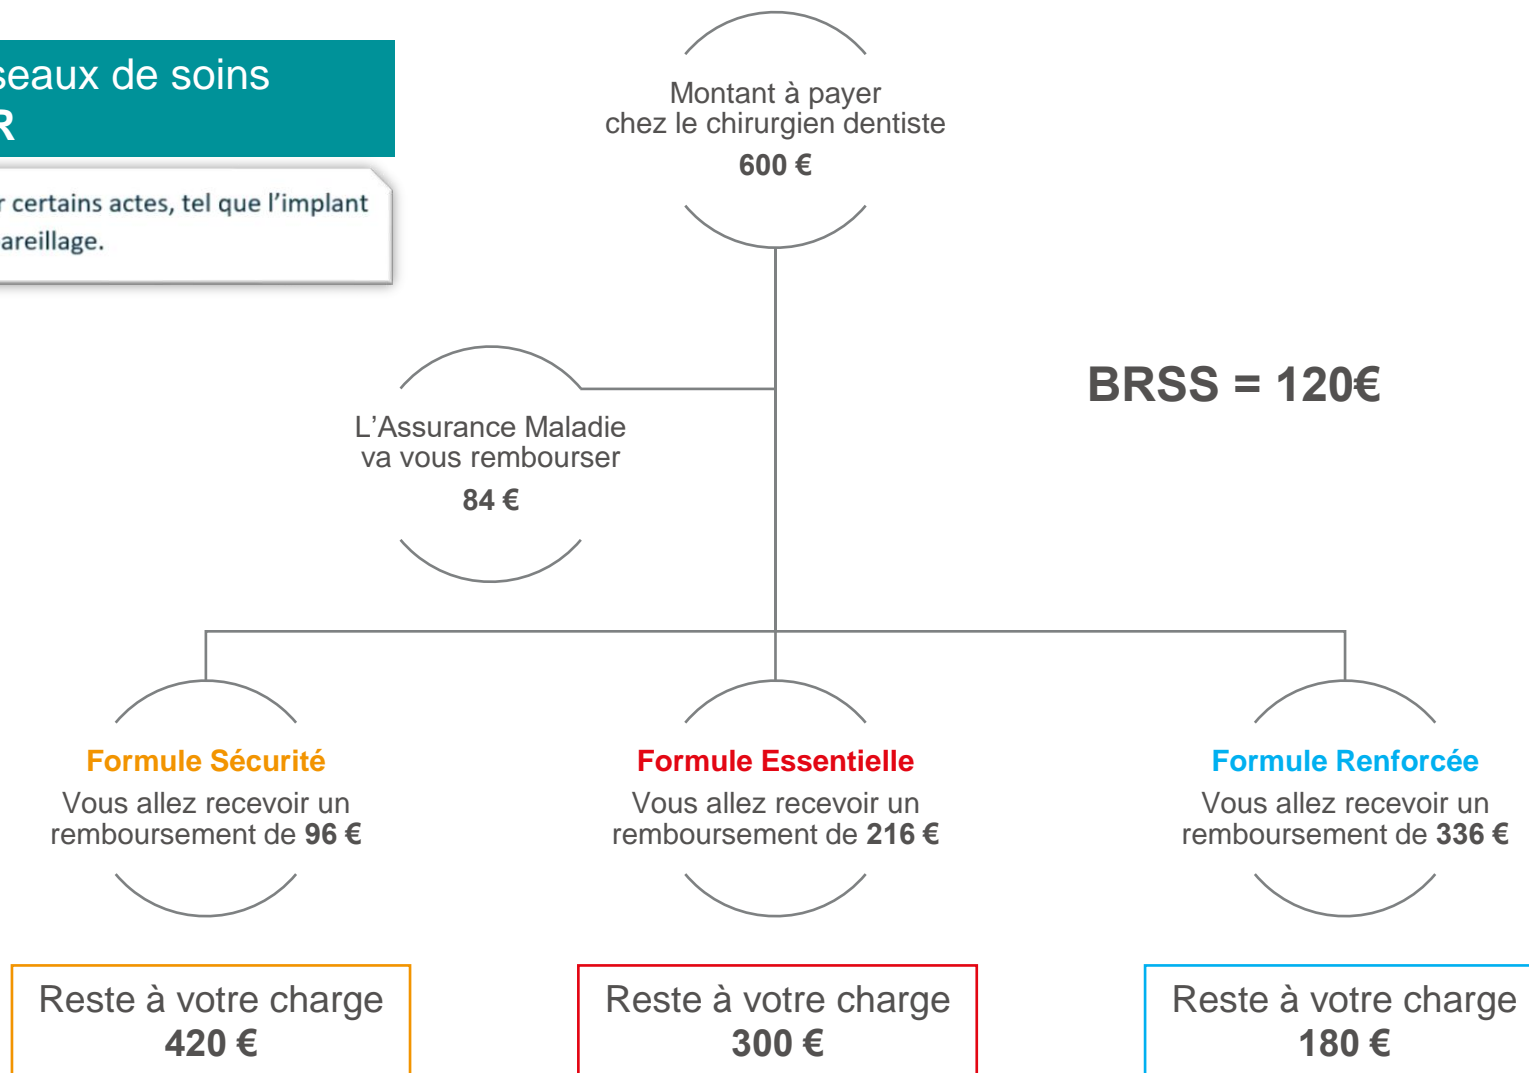 seaux de soins
R
r certains actes, tel que l'implant
areillage.
Montant à payer
chez le chirurgien dentiste
600 €
BRSS = 120€
L'Assurance Maladie
va vous rembourser
84 €
Formule Sécurité
Vous allez recevoir un
remboursement de 96 €
Formule Essentielle
Vous allez recevoir un
remboursement de 216 €
Formule Renforcée
Vous allez recevoir un
remboursement de 336 €
Reste à votre charge
420 €
Reste à votre charge
300 €
Reste à votre charge
180 €